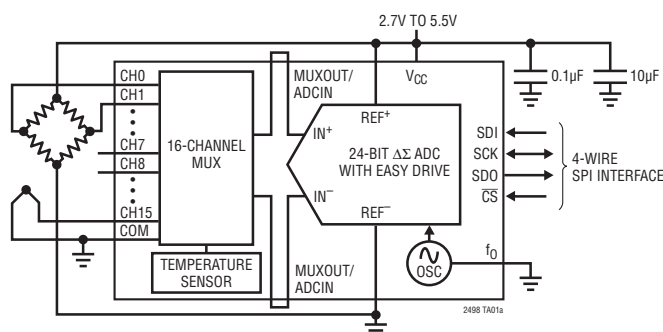 2.7V TO 5.5V
CH0
CH1
CH7
CH8
CH15
COM
16-CHANNEL
MUX
TEMPERATURE
SENSOR
MUXOUT/
ADCIN
MUXOUT/
ADCIN
VCC
REF+
IN+
24-BIT ΔΣ ADC
WITH EASY DRIVE
IN–
REF–
OSC
0.1µF
10µF
SDI
SCK
SDO
CS
4-WIRE
SPI INTERFACE
fO
2498 TA01a